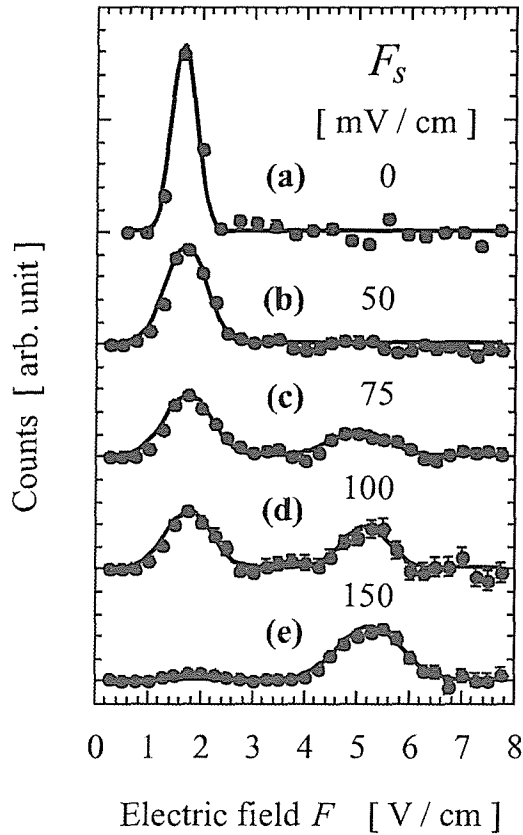 F_s
[ mV / cm ]
(a) 0
(b) 50
(c) 75
(d) 100
(e) 150
Counts [ arb. unit ]
0 1 2 3 4 5 6 7 8
Electric field F [ V / cm ]